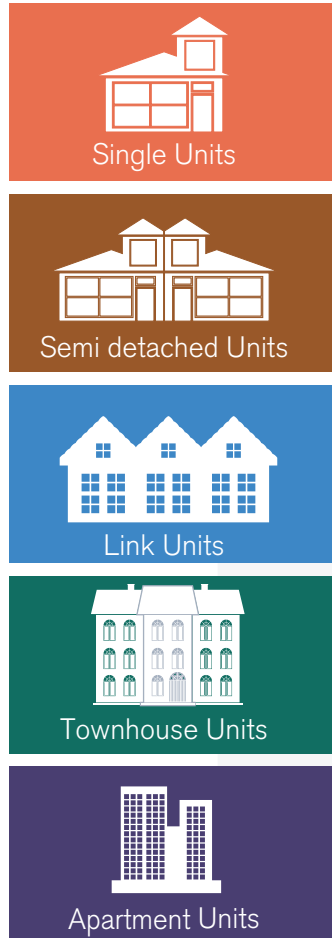 Single Units
Semi detached Units
Link Units
Townhouse Units
Apartment Units